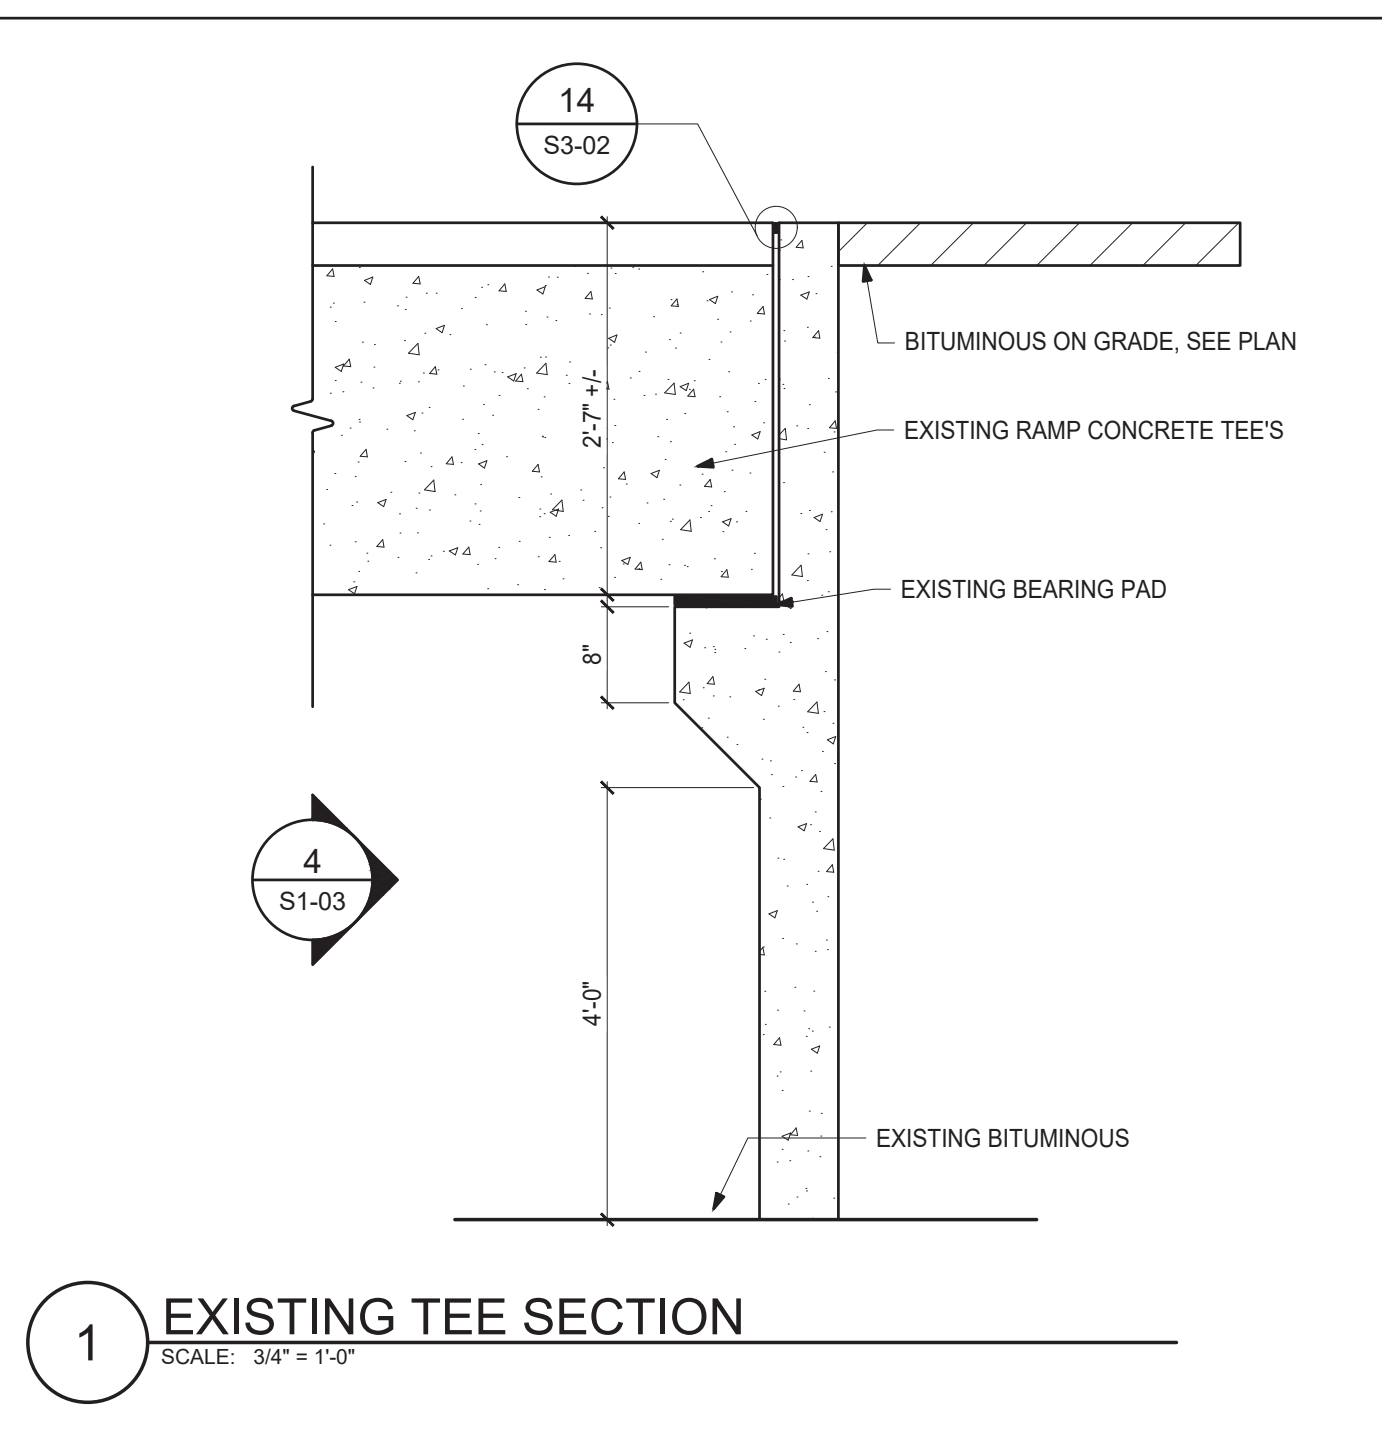 14
S3-02
BITUMINOUS ON GRADE, SEE PLAN
2'-7" +/-
EXISTING RAMP CONCRETE TEE'S
EXISTING BEARING PAD
8"
4
S1-03
4'-0"
EXISTING BITUMINOUS
1
EXISTING TEE SECTION
SCALE: 3/4" = 1'-0"